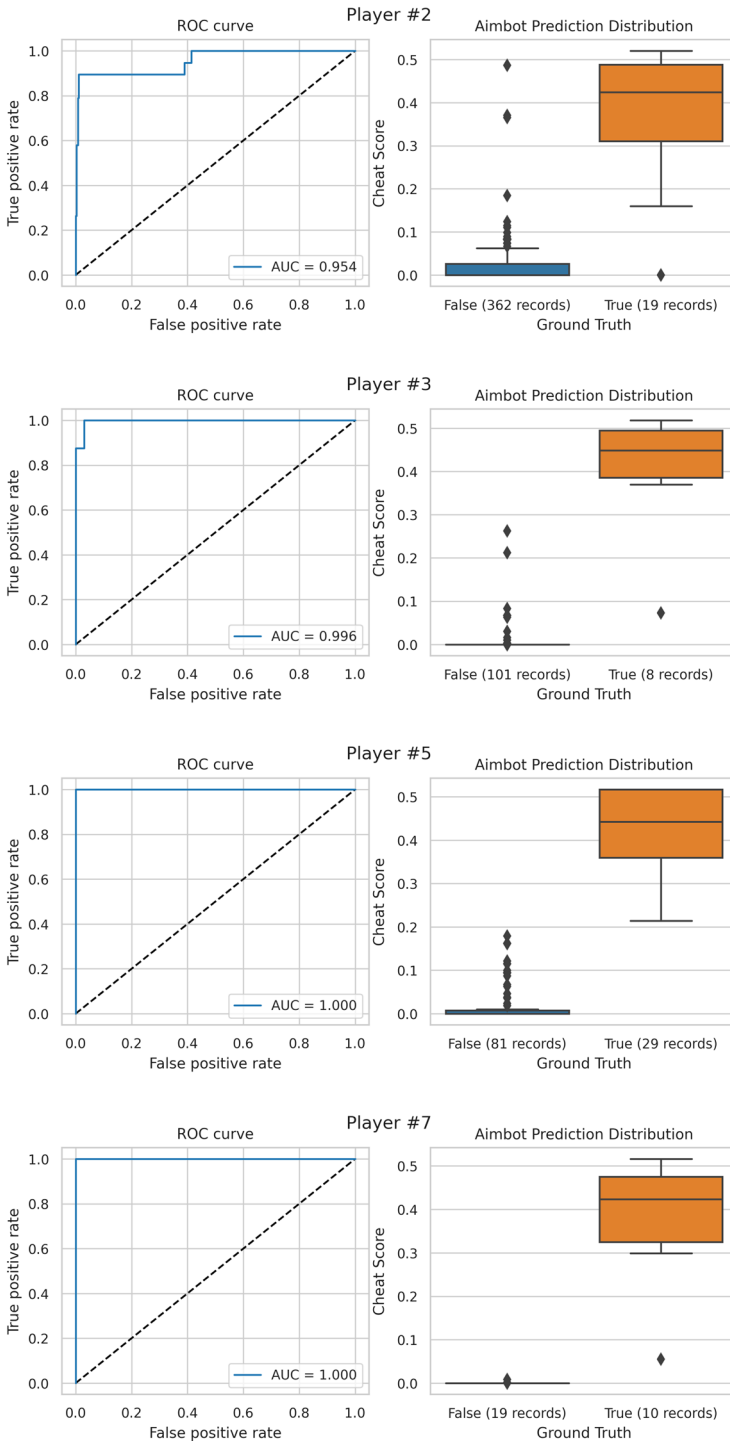 Player #2
ROC curve
Aimbot Prediction Distribution
1.0
0.8
0.6
0.4
0.2
0.0
True positive rate
AUC = 0.954
0.0 0.2 0.4 0.6 0.8 1.0
False positive rate
0.5
0.4
0.3
0.2
0.1
0.0
Cheat Score
False (362 records) True (19 records)
Ground Truth
Player #3
ROC curve
Aimbot Prediction Distribution
1.0
0.8
0.6
0.4
0.2
0.0
True positive rate
AUC = 0.996
0.0 0.2 0.4 0.6 0.8 1.0
False positive rate
0.5
0.4
0.3
0.2
0.1
0.0
Cheat Score
False (101 records) True (8 records)
Ground Truth
Player #5
ROC curve
Aimbot Prediction Distribution
1.0
0.8
0.6
0.4
0.2
0.0
True positive rate
AUC = 1.000
0.0 0.2 0.4 0.6 0.8 1.0
False positive rate
0.5
0.4
0.3
0.2
0.1
0.0
Cheat Score
False (81 records) True (29 records)
Ground Truth
Player #7
ROC curve
Aimbot Prediction Distribution
1.0
0.8
0.6
0.4
0.2
0.0
True positive rate
AUC = 1.000
0.0 0.2 0.4 0.6 0.8 1.0
False positive rate
0.5
0.4
0.3
0.2
0.1
0.0
Cheat Score
False (19 records) True (10 records)
Ground Truth